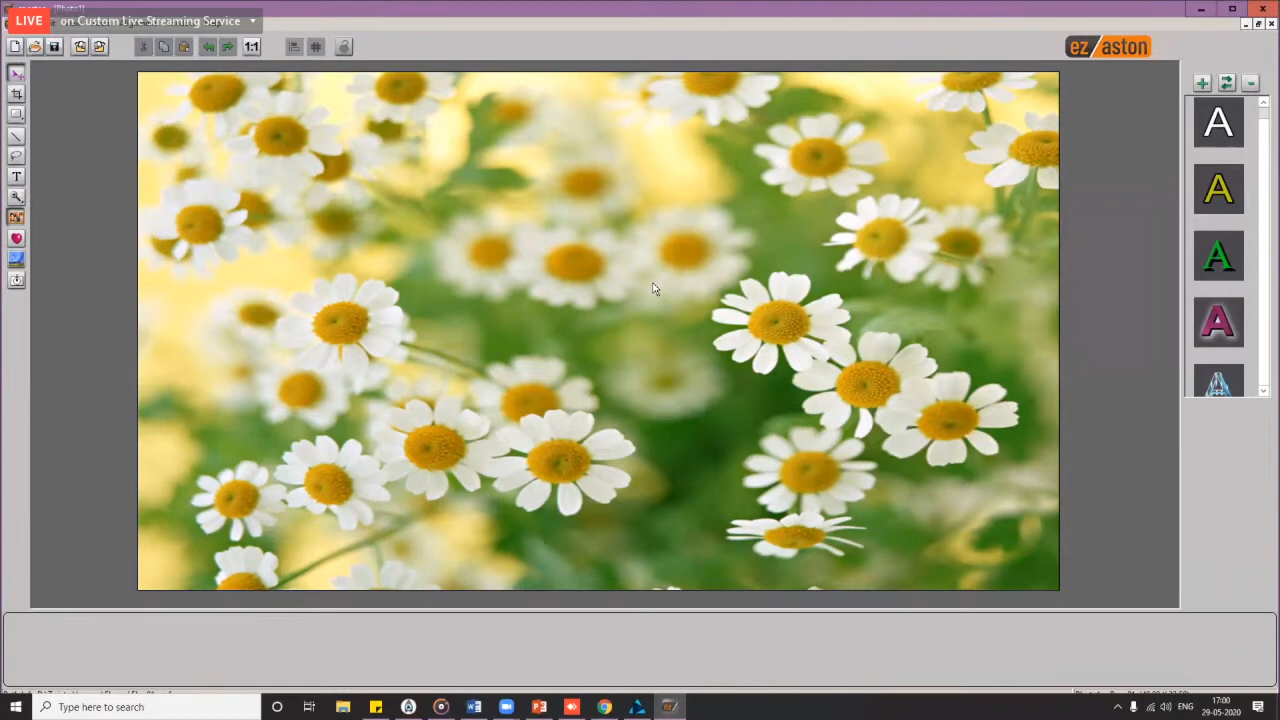 [Photo1]
LIVE on Custom Live Streaming Service
1:1
ez aston
T
A
A
A
A
A
Type here to search
ENG
17:00
29-05-2020